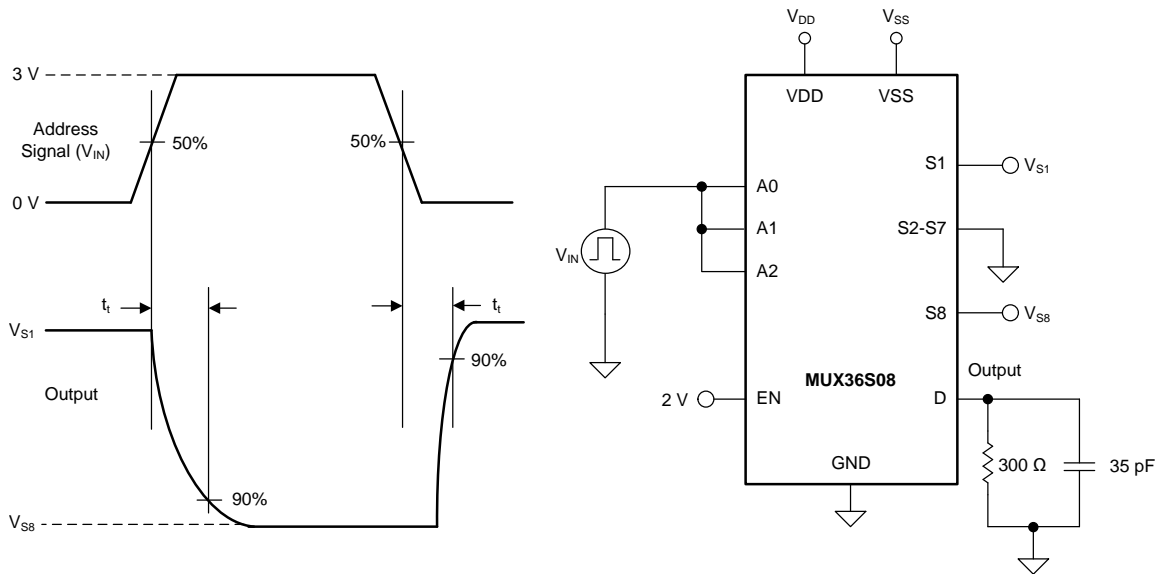 3 V
Address
Signal (VIN)
50%
50%
0 V
tt
tt
VS1
90%
Output
90%
VS8
VDD
VSS
VDD
VSS
S1
VS1
A0
A1
S2-S7
VIN
A2
S8
VS8
MUX36S08
Output
2 V
EN
D
GND
300 Ω
35 pF